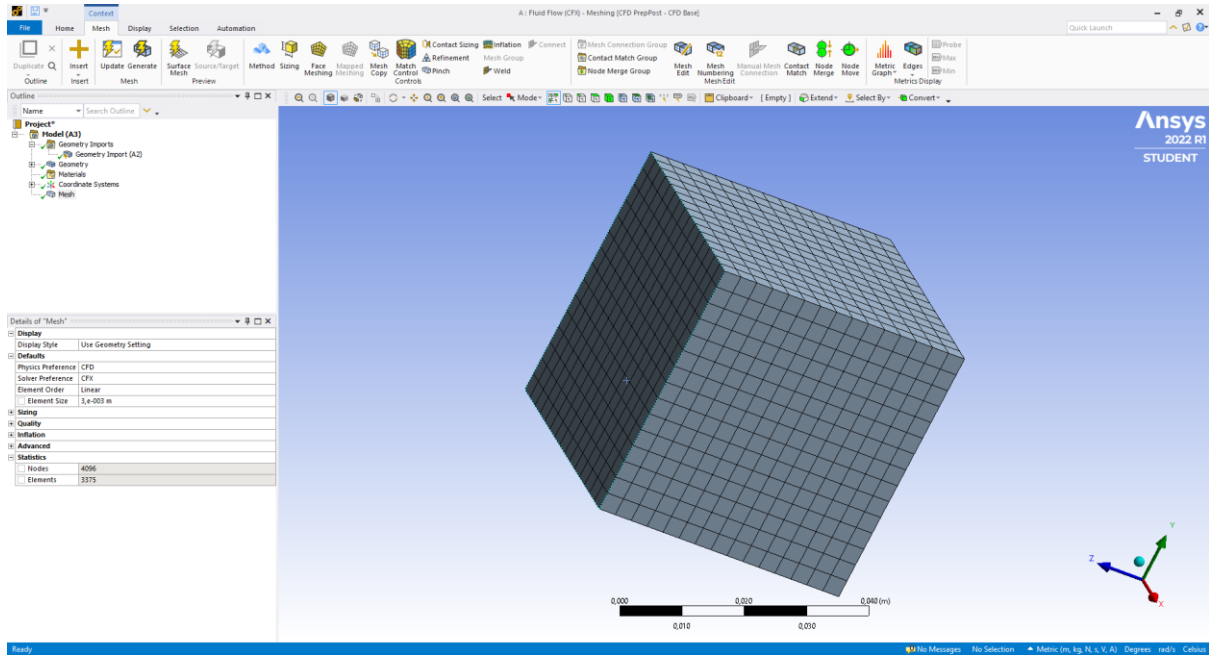 Context
A : Fluid Flow (CFX) - Meshing [CFD PrepPost - CFD Base]
File Home Mesh Display Selection Automation
Quick Launch
Duplicate Q
Outline
Insert
Insert
Update Generate
Mesh
Surface Mesh Source/Target
Preview
Method Sizing Face Meshing Mapped Meshing Mesh Copy Match Control
Contact Sizing Inflation Connect
Refinement Mesh Group
Pinch Weld
Controls
Mesh Connection Group
Contact Match Group
Node Merge Group
Mesh Edit Mesh Numbering Manual Mesh Connection Contact Match Node Merge Node Move
MeshEdit
Metric Graph Edges
Probe
Max
Min
Metrics Display
Outline
Name Search Outline
Select Mode Clipboard [ Empty ] Extend Select By Convert
Project*
Model (A3)
Geometry Imports
Geometry Import (A2)
Geometry
Materials
Coordinate Systems
Mesh
Ansys
2022 R1
STUDENT
Details of "Mesh"
Display
Display Style Use Geometry Setting
Defaults
Physics Preference CFD
Solver Preference CFX
Element Order Linear
Element Size 3,e-003 m
Sizing
Quality
Inflation
Advanced
Statistics
Nodes 4096
Elements 3375
Y
Z
X
0,000 0,020 0,040 (m)
0,010 0,030
Ready
No Messages No Selection Metric (m, kg, N, s, V, A) Degrees rad/s Celsius